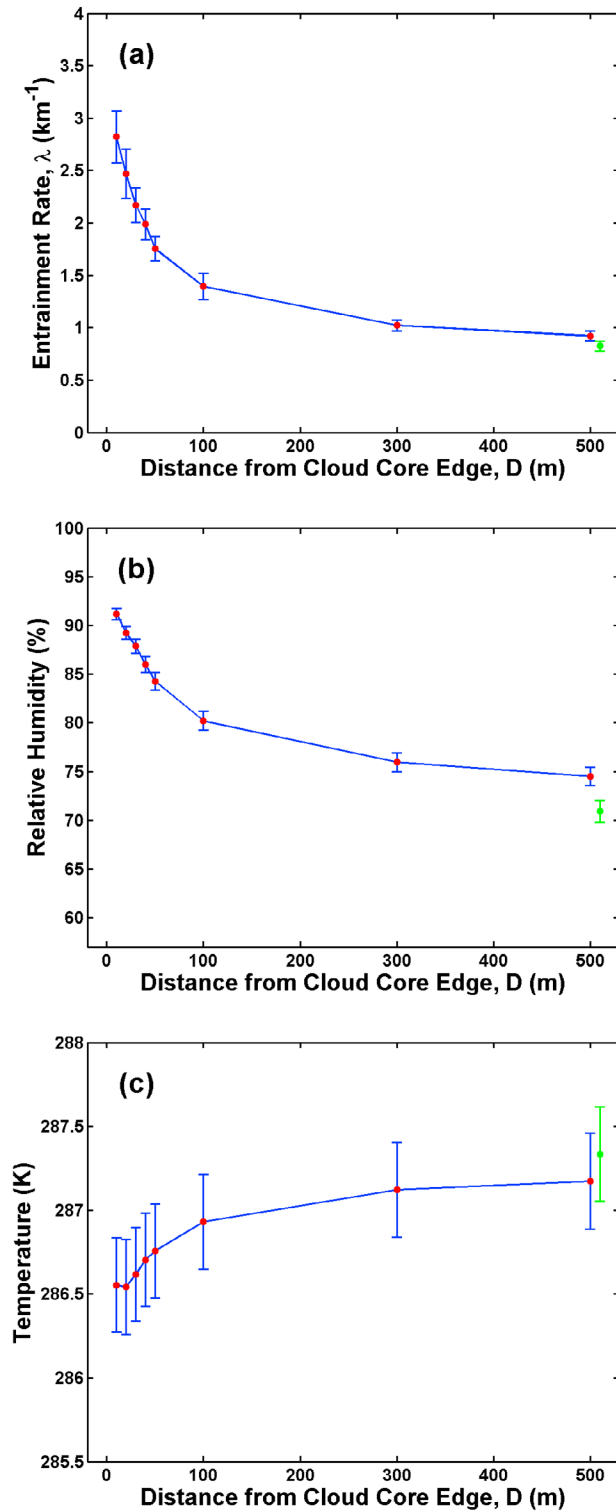 (a)
Entrainment Rate, λ (km⁻¹)
4
3.5
3
2.5
2
1.5
1
0.5
0
0 100 200 300 400 500
Distance from Cloud Core Edge, D (m)
(b)
Relative Humidity (%)
100
95
90
85
80
75
70
65
60
0 100 200 300 400 500
Distance from Cloud Core Edge, D (m)
(c)
Temperature (K)
288
287.5
287
286.5
286
285.5
0 100 200 300 400 500
Distance from Cloud Core Edge, D (m)